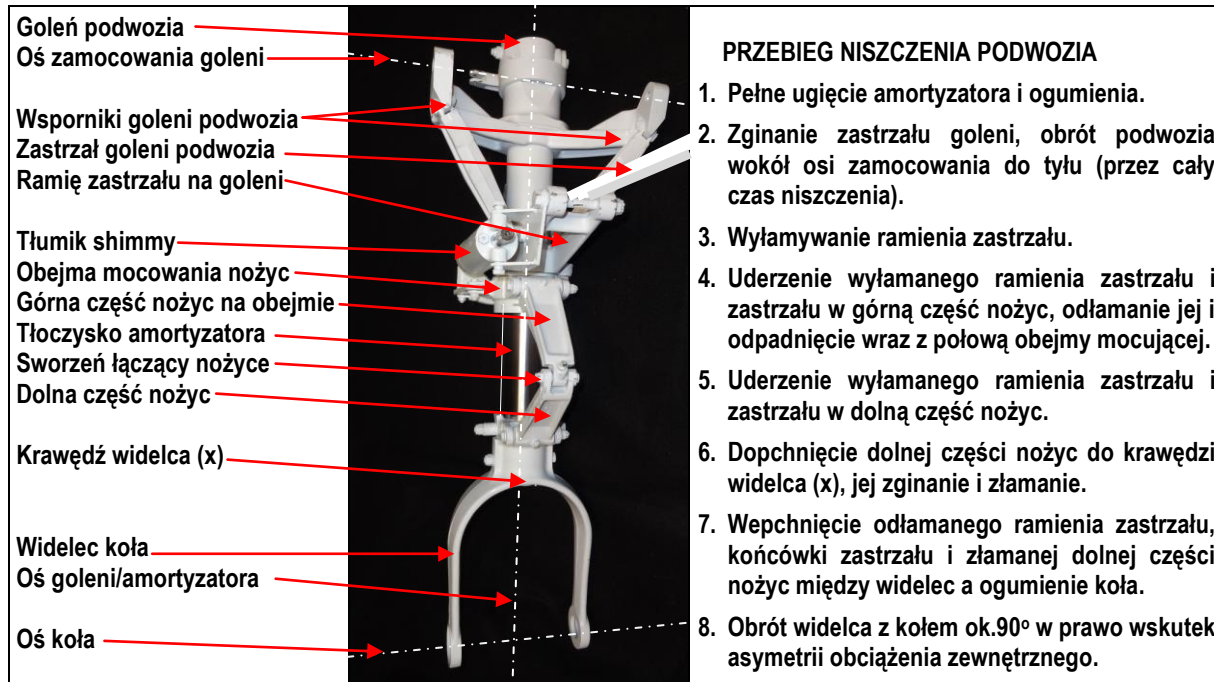 Goleń podwozia
Oś zamocowania goleni
Wsporniki goleni podwozia
Zastrzał goleni podwozia
Ramię zastrzału na goleni
Tłumik shimmy
Obejma mocowania nożyc
Górna część nożyc na obejmie
Tłoczysko amortyzatora
Sworzeń łączący nożyce
Dolna część nożyc
Krawędź widelca (x)
Widelec koła
Oś goleni/amortyzatora
Oś koła
PRZEBIEG NISZCZENIA PODWOZIA
1. Pełne ugięcie amortyzatora i ogumienia.
2. Zginanie zastrzału goleni, obrót podwozia
wokół osi zamocowania do tyłu (przez cały
czas niszczenia).
3. Wyłamywanie ramienia zastrzału.
4. Uderzenie wyłamanego ramienia zastrzału i
zastrzału w górną część nożyc, odłamanie jej i
odpadnięcie wraz z połową obejmy mocującej.
5. Uderzenie wyłamanego ramienia zastrzału i
zastrzału w dolną część nożyc.
6. Dopchnięcie dolnej części nożyc do krawędzi
widelca (x), jej zginanie i złamanie.
7. Wepchnięcie odłamanego ramienia zastrzału,
końcówki zastrzału i złamanej dolnej części
nożyc między widelec a ogumienie koła.
8. Obrót widelca z kołem ok.90º w prawo wskutek
asymetrii obciążenia zewnętrznego.